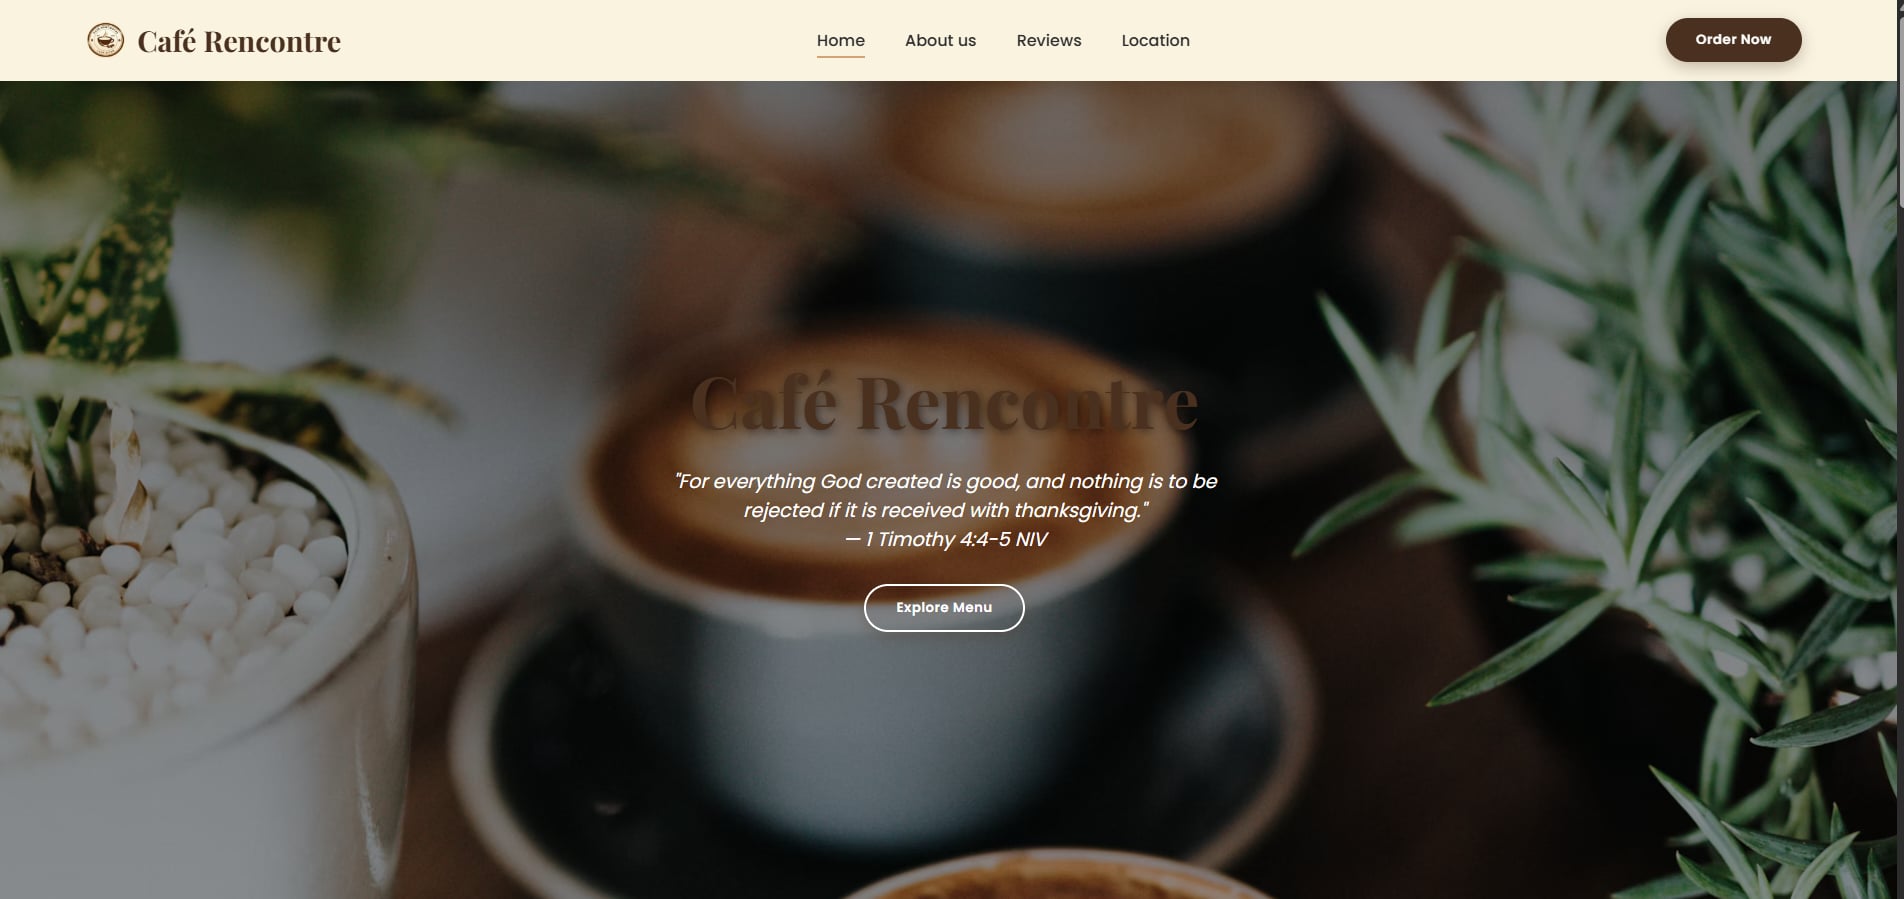 Café Rencontre
Home
About us
Reviews
Location
Order Now
Café Rencontre
"For everything God created is good, and nothing is to be
rejected if it is received with thanksgiving."
— 1 Timothy 4:4-5 NIV
Explore Menu